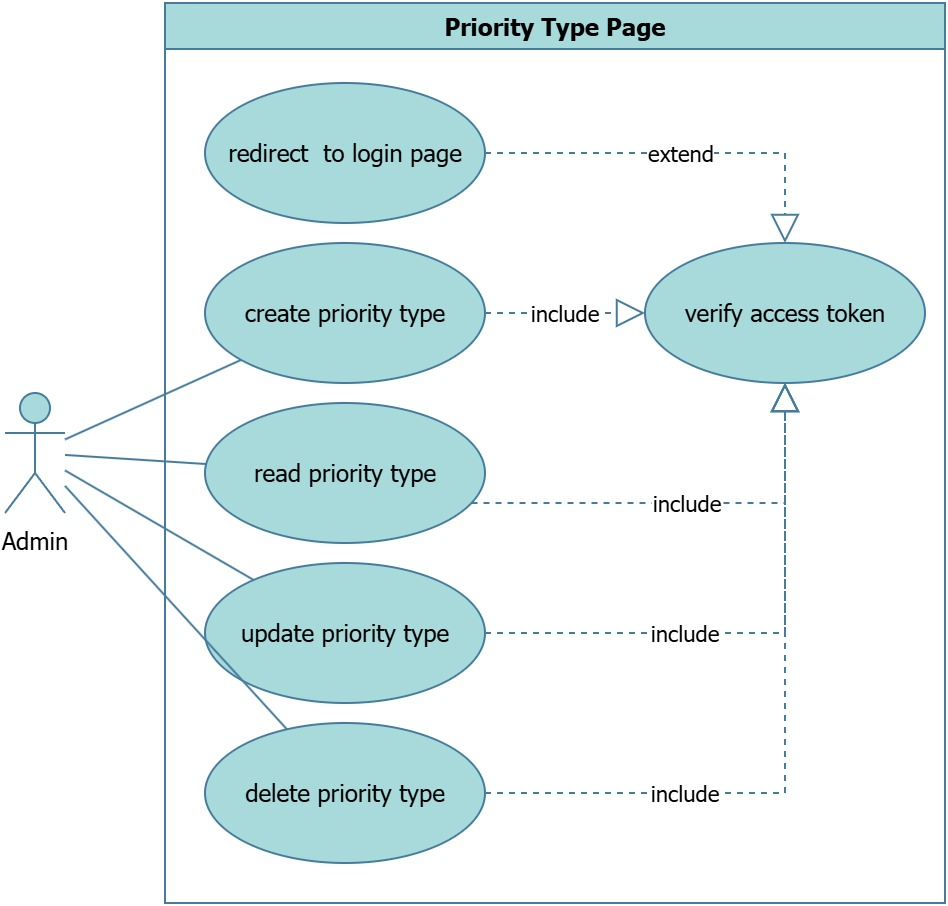 Priority Type Page
redirect  to login page
extend
create priority type
include
verify access token
read priority type
include
Admin
update priority type
include
delete priority type
include